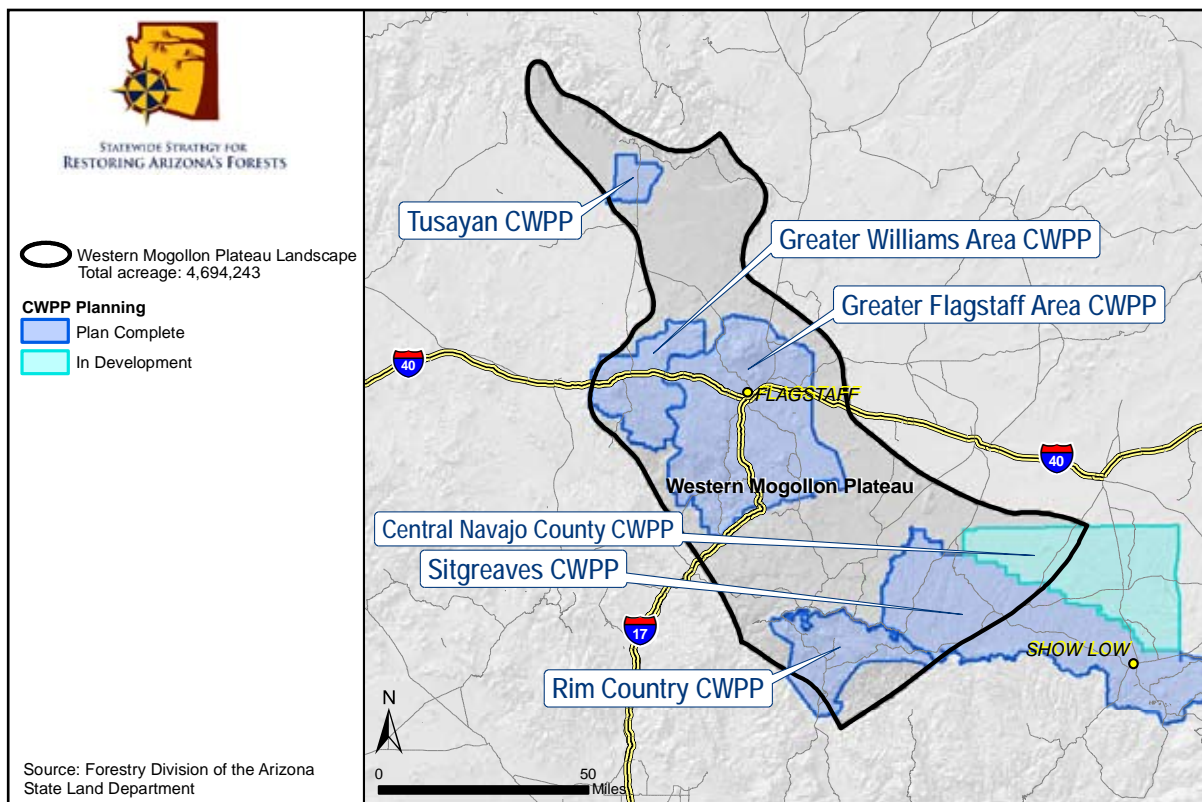 STATEWIDE STRATEGY FOR
RESTORING ARIZONA'S FORESTS
Western Mogollon Plateau Landscape
Total acreage: 4,694,243
CWPP Planning
Plan Complete
In Development
Source: Forestry Division of the Arizona
State Land Department
Tusayan CWPP
Greater Williams Area CWPP
Greater Flagstaff Area CWPP
40
FLAGSTAFF
40
Western Mogollon Plateau
Central Navajo County CWPP
Sitgreaves CWPP
17
SHOW LOW
Rim Country CWPP
N
0 50
Miles